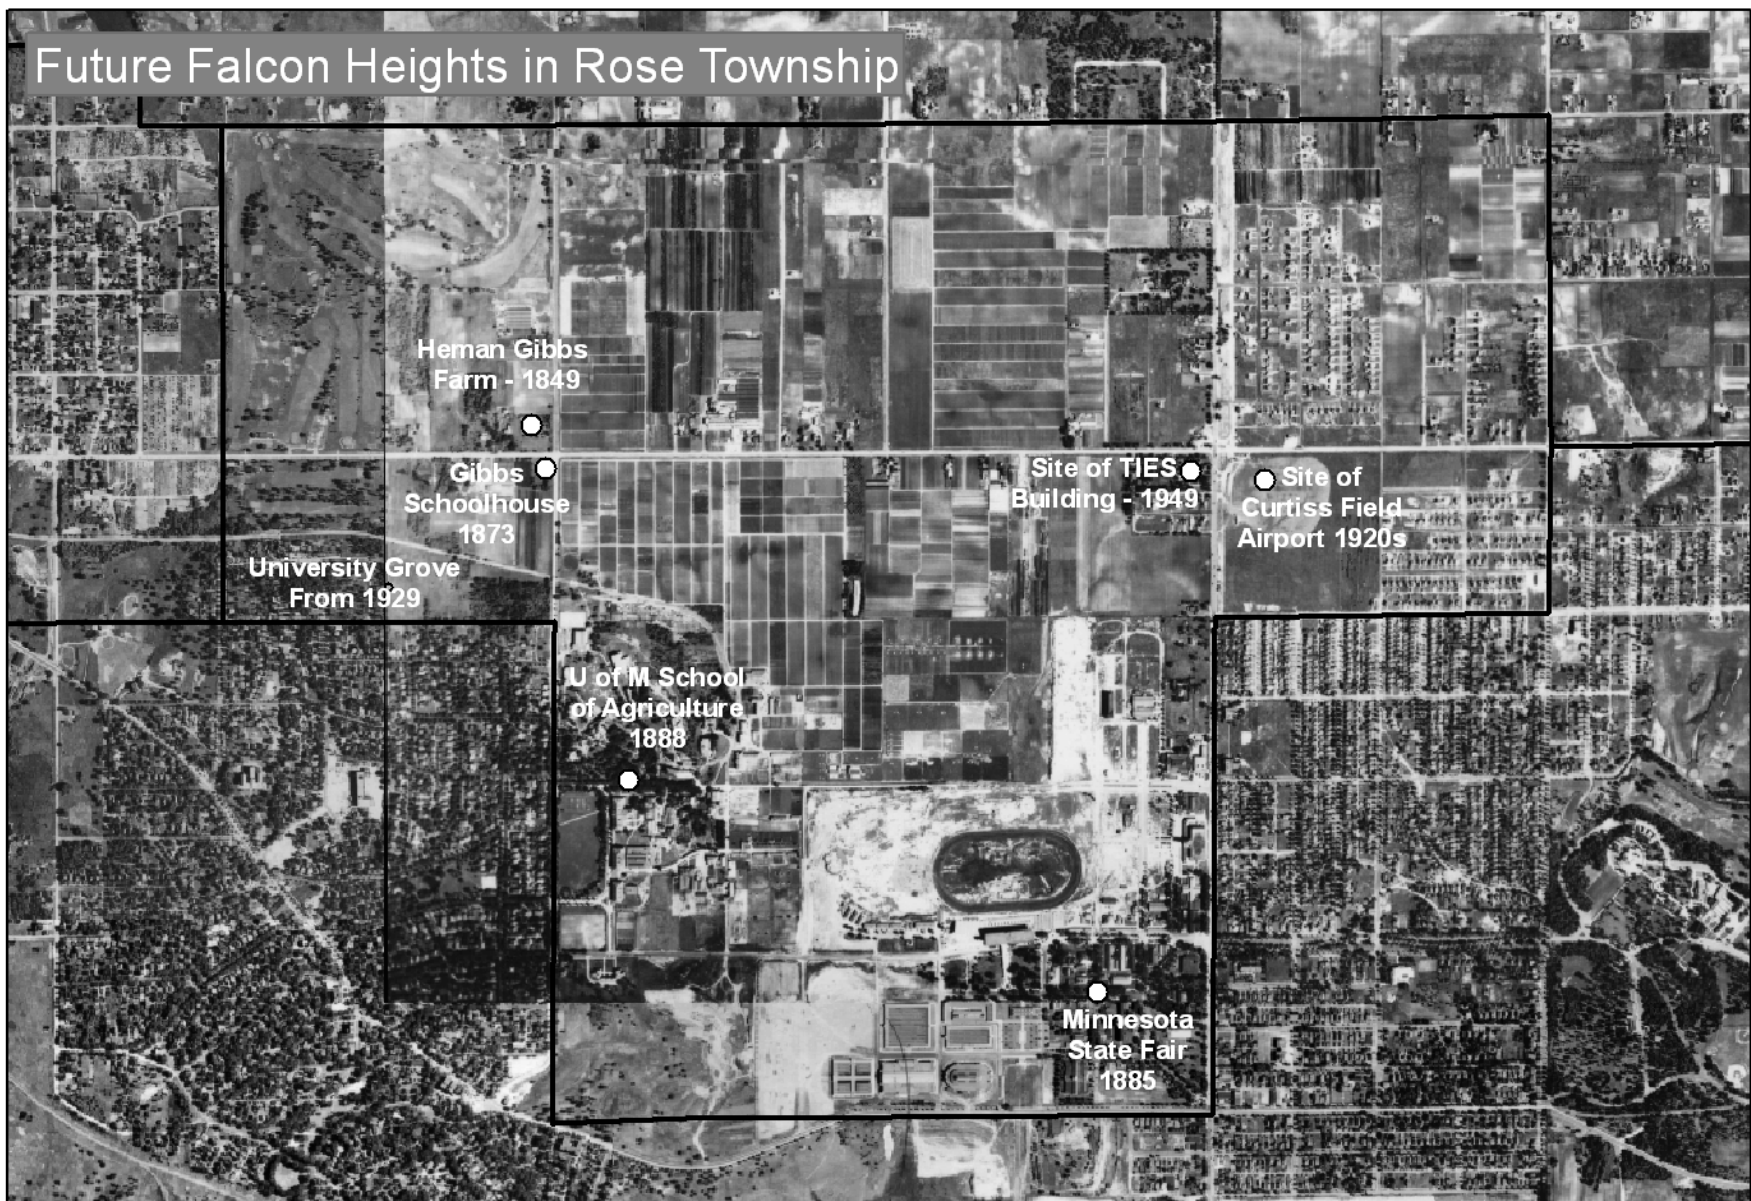 Future Falcon Heights in Rose Township
Heman Gibbs
Farm - 1849
Gibbs
Schoolhouse
1873
Site of TIES
Building - 1949
Site of
Curtiss Field
Airport 1920s
University Grove
From 1929
U of M School
of Agriculture
1888
Minnesota
State Fair
1885